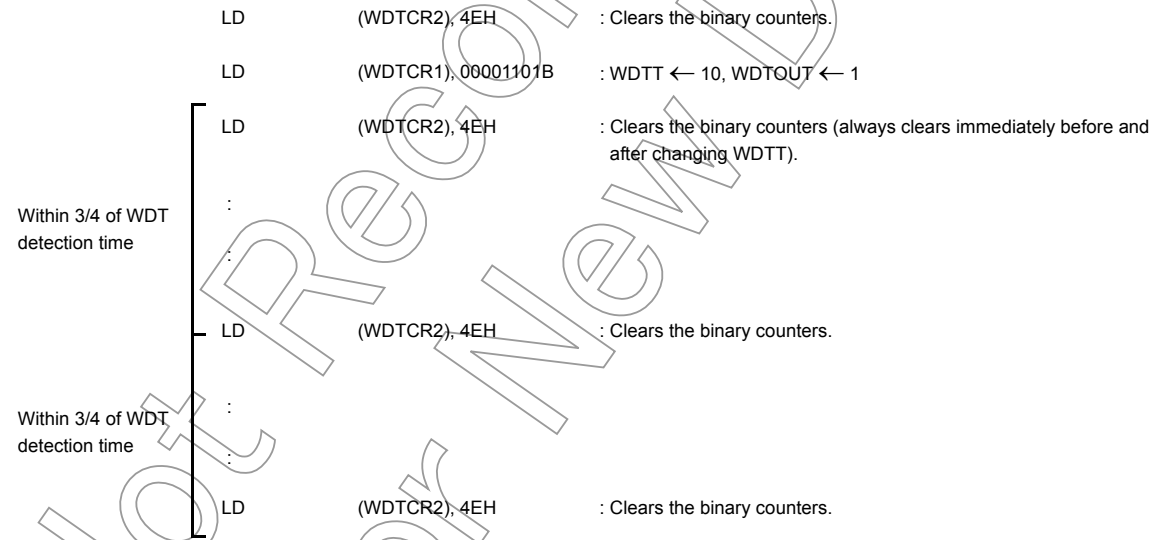 LD (WDTCR2), 4EH : Clears the binary counters.
LD (WDTCR1), 00001101B : WDTT ← 10, WDTOUT ← 1
LD (WDTCR2), 4EH : Clears the binary counters (always clears immediately before and
after changing WDTT).
:
Within 3/4 of WDT
detection time
:
LD (WDTCR2), 4EH : Clears the binary counters.
:
Within 3/4 of WDT
detection time
:
LD (WDTCR2), 4EH : Clears the binary counters.